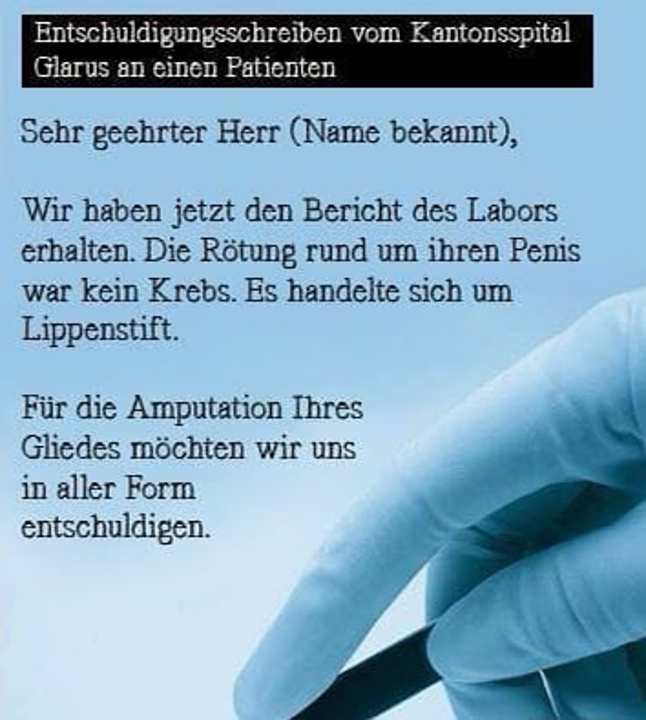 Entschuldigungsschreiben vom Kantonsspital
Glarus an einen Patienten
Sehr geehrter Herr (Name bekannt),
Wir haben jetzt den Bericht des Labors
erhalten. Die Rötung rund um ihren Penis
war kein Krebs. Es handelte sich um
Lippenstift.
Für die Amputation Ihres
Gliedes möchten wir uns
in aller Form
entschuldigen.